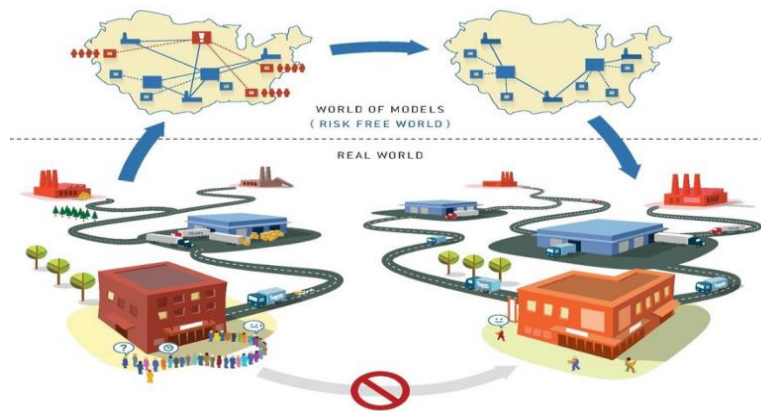 WORLD OF MODELS
( RISK FREE WORLD )
REAL WORLD
?